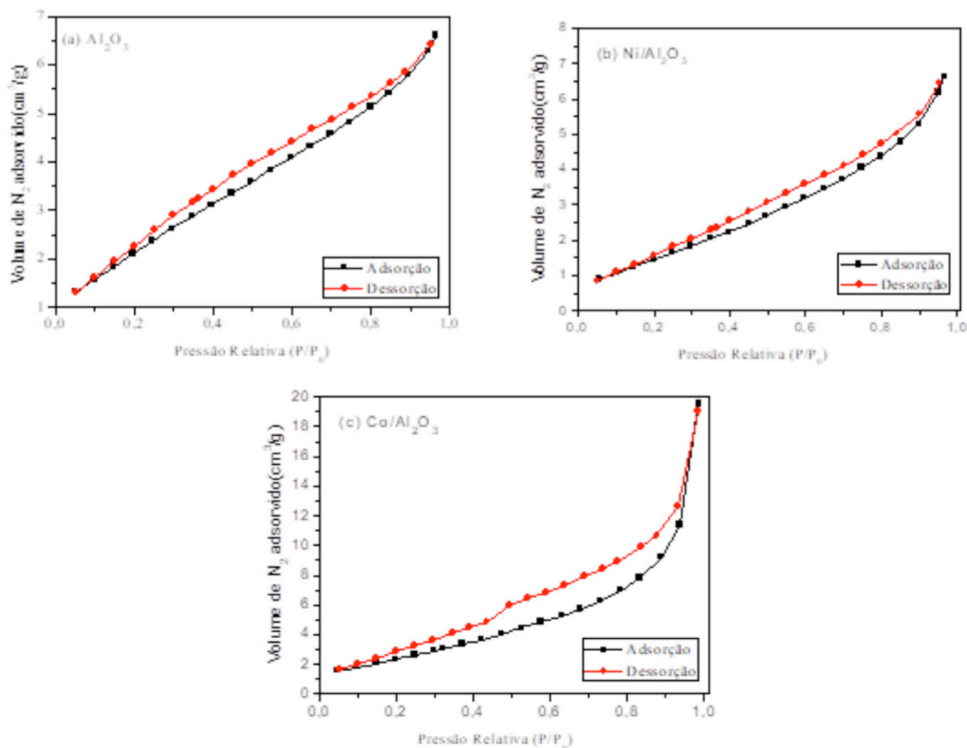 (a) Al₂O₃
Volume de N₂ adsorvido(cm³/g)
7
6
5
4
3
2
1
Adsorção
Dessorção
0,0 0,2 0,4 0,6 0,8 1,0
Pressão Relativa (P/P₀)
(b) Ni/Al₂O₃
Volume de N₂ adsorvido(cm³/g)
8
7
6
5
4
3
2
1
0
Adsorção
Dessorção
0,0 0,2 0,4 0,6 0,8 1,0
Pressão Relativa (P/P₀)
(c) Co/Al₂O₃
Volume de N₂ adsorvido(cm³/g)
20
18
16
14
12
10
8
6
4
2
0
Adsorção
Dessorção
0,0 0,2 0,4 0,6 0,8 1,0
Pressão Relativa (P/P₀)